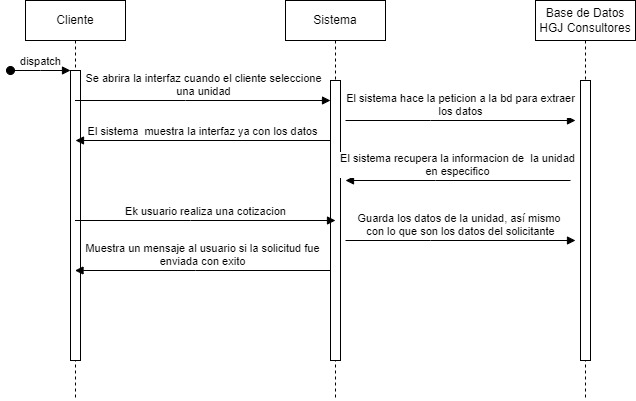 Cliente
Sistema
Base de Datos
HGJ Consultores
dispatch
Se abrira la interfaz cuando el cliente seleccione
una unidad
El sistema hace la peticion a la bd para extraer
los datos
El sistema  muestra la interfaz ya con los datos
El sistema recupera la informacion de  la unidad
en especifico
Ek usuario realiza una cotizacion
Guarda los datos de la unidad, así mismo
con lo que son los datos del solicitante
Muestra un mensaje al usuario si la solicitud fue
enviada con exito